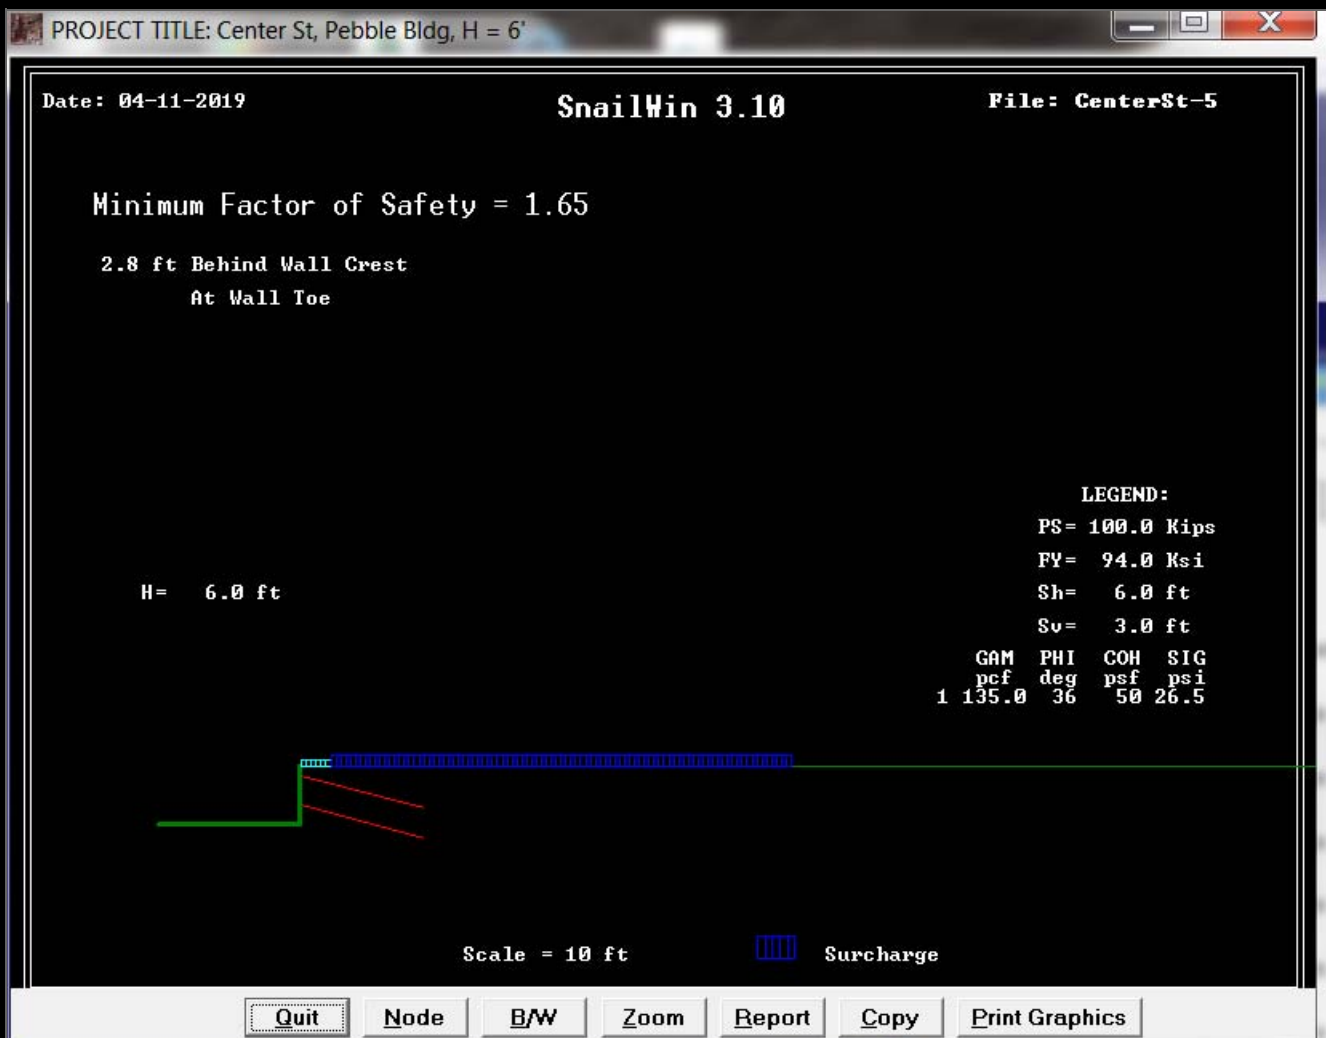 PROJECT TITLE: Center St, Pebble Bldg, H = 6'
Date: 04-11-2019 SnailWin 3.10 File: CenterSt-5
Minimum Factor of Safety = 1.65
2.8 ft Behind Wall Crest
At Wall Toe
LEGEND:
PS= 100.0 Kips
FY= 94.0 Ksi
H= 6.0 ft Sh= 6.0 ft
Sv= 3.0 ft
GAM PHI COH SIG
pcf deg psf psi
1 135.0 36 50 26.5
Scale = 10 ft Surcharge
Quit Node B/W Zoom Report Copy Print Graphics